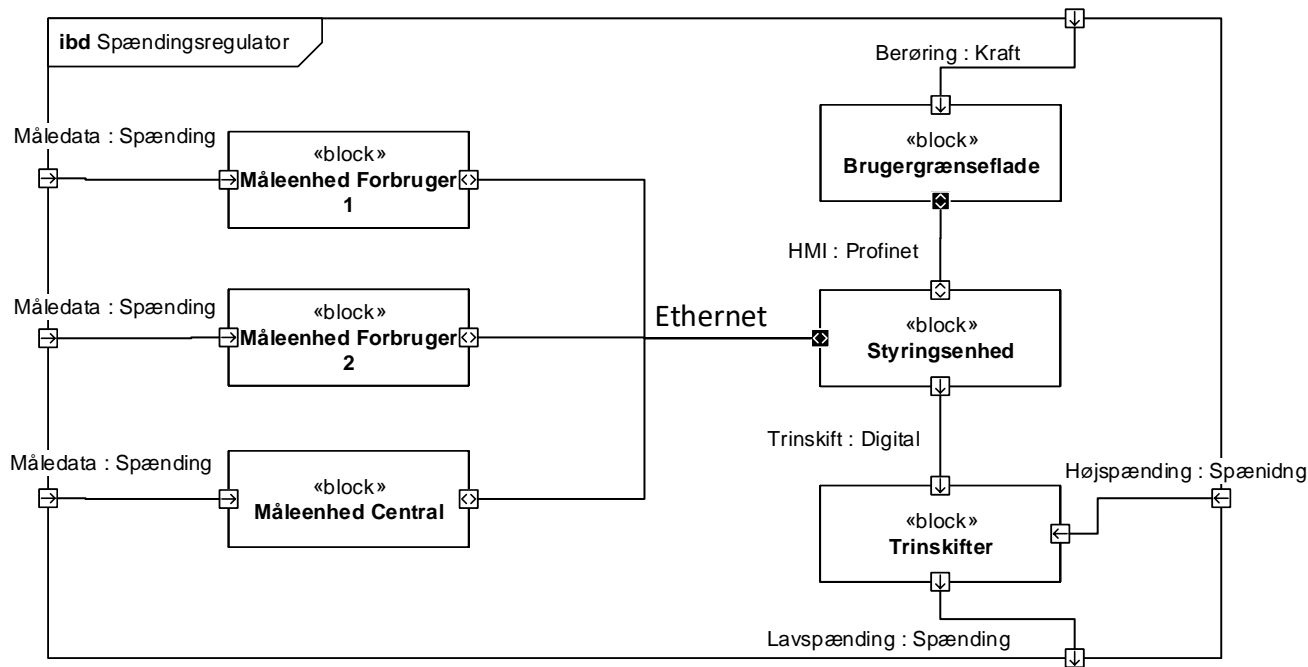 ibd Spændingsregulator
Berøring : Kraft
Måledata : Spænding
«block»
Måleenhed Forbruger
1
«block»
Brugergrænseflade
HMI : Profinet
Måledata : Spænding
«block»
Måleenhed Forbruger
2
Ethernet
«block»
Styringsenhed
Trinskift : Digital
Måledata : Spænding
«block»
Måleenhed Central
Højspænding : Spænidng
«block»
Trinskifter
Lavspænding : Spænding